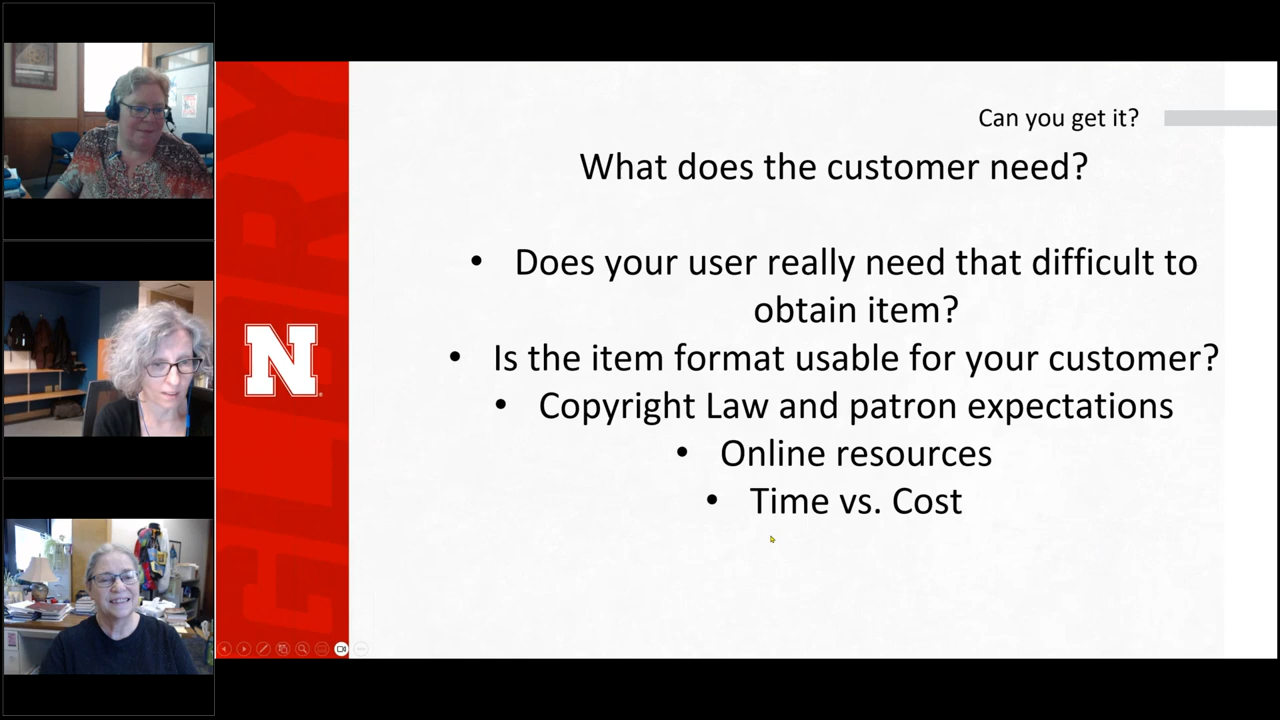 Can you get it?
What does the customer need?
• Does your user really need that difficult to
obtain item?
• Is the item format usable for your customer?
• Copyright Law and patron expectations
• Online resources
• Time vs. Cost
GLORY
N